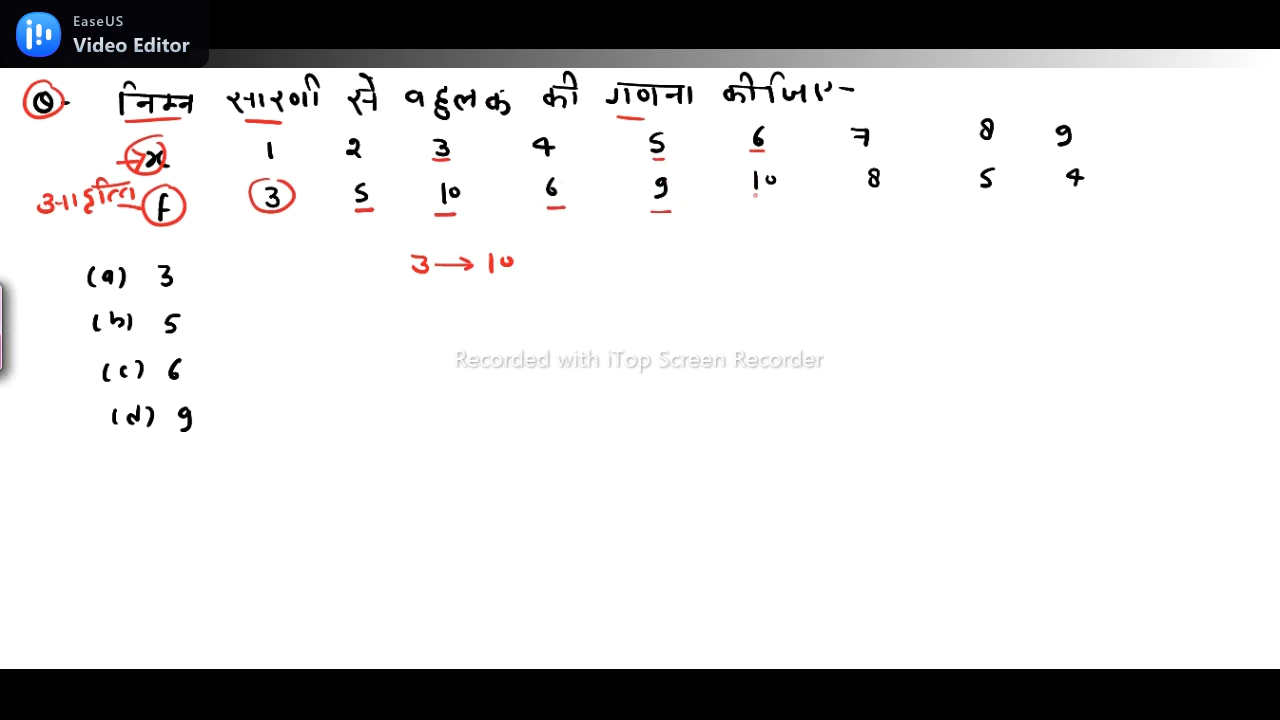 EaseUS
Video Editor
Q. निम्न सारणी से बहुलक की गणना कीजिए-
→ x 1 2 3 4 5 6 7 8 9
आवृत्ति f 3 5 10 6 9 10 8 5 4
3 → 10
(a) 3
(b) 5
(c) 6
(d) 9
Recorded with iTop Screen Recorder